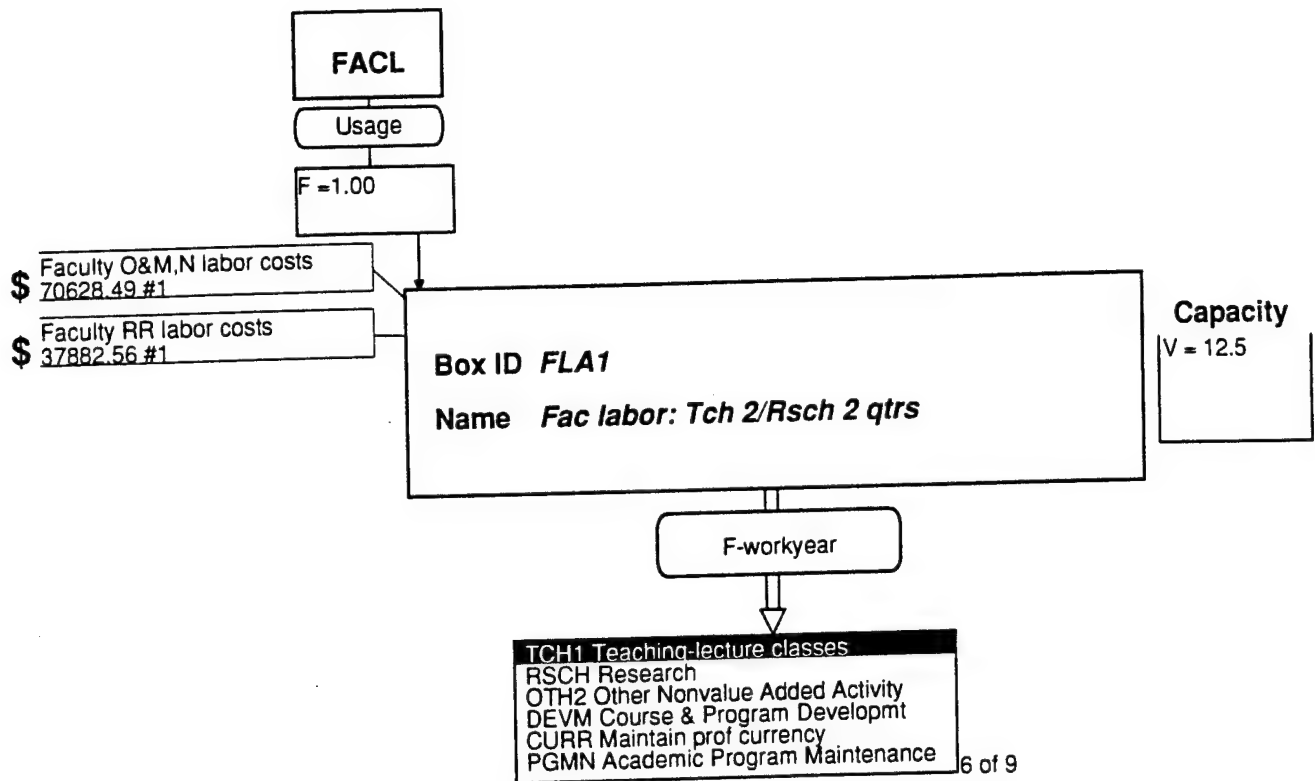 FACL
Usage
F =1.00
$ Faculty O&M,N labor costs
70628.49 #1
$ Faculty RR labor costs
37882.56 #1
Box ID FLA1
Name Fac labor: Tch 2/Rsch 2 qtrs
Capacity
V = 12.5
F-workyear
TCH1 Teaching-lecture classes
RSCH Research
OTH2 Other Nonvalue Added Activity
DEVM Course & Program Developmt
CURR Maintain prof currency
PGMN Academic Program Maintenance
6 of 9